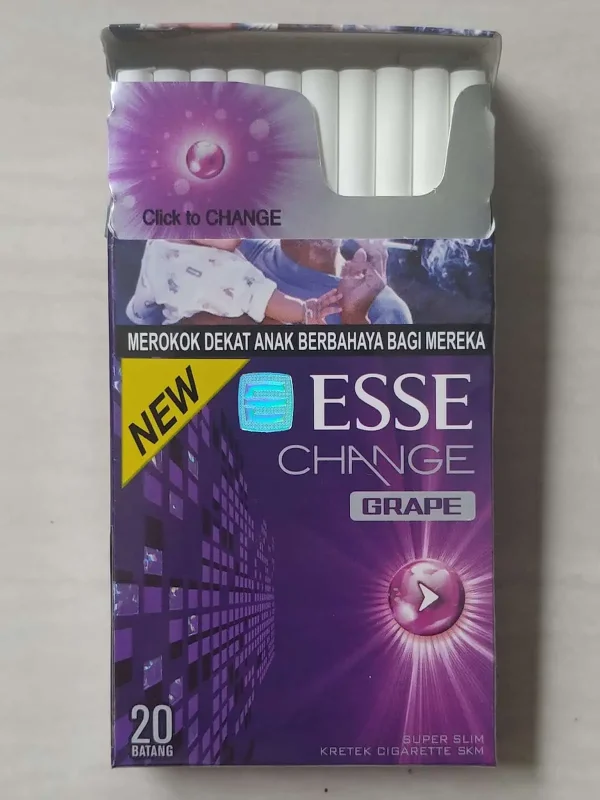 Click to CHANGE
MEROKOK DEKAT ANAK BERBAHAYA BAGI MEREKA
NEW
ESSE
CHANGE
GRAPE
20
BATANG
SUPER SLIM
KRETEK CIGARETTE SKM